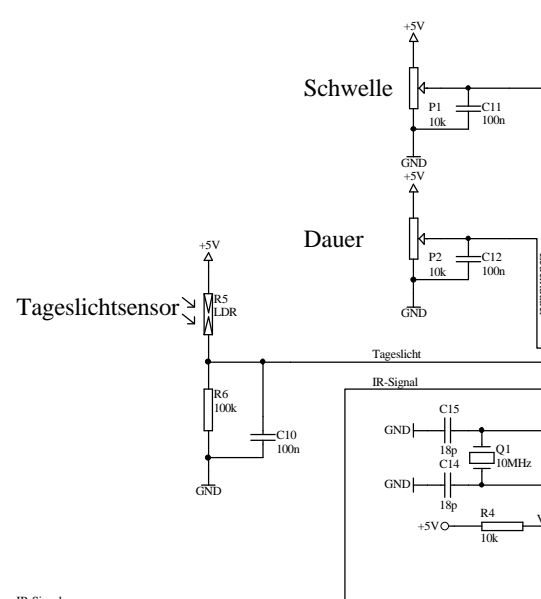 +5V
Schwelle
P1
10k
C11
100n
GND
+5V
Dauer
P2
10k
C12
100n
GND
+5V
Tageslichtsensor
R5
LDR
Tageslicht
IR-Signal
R6
100k
C10
100n
GND
C15
GND
18p
Q1
10MHz
C14
GND
18p
R4
+5V
10k
V